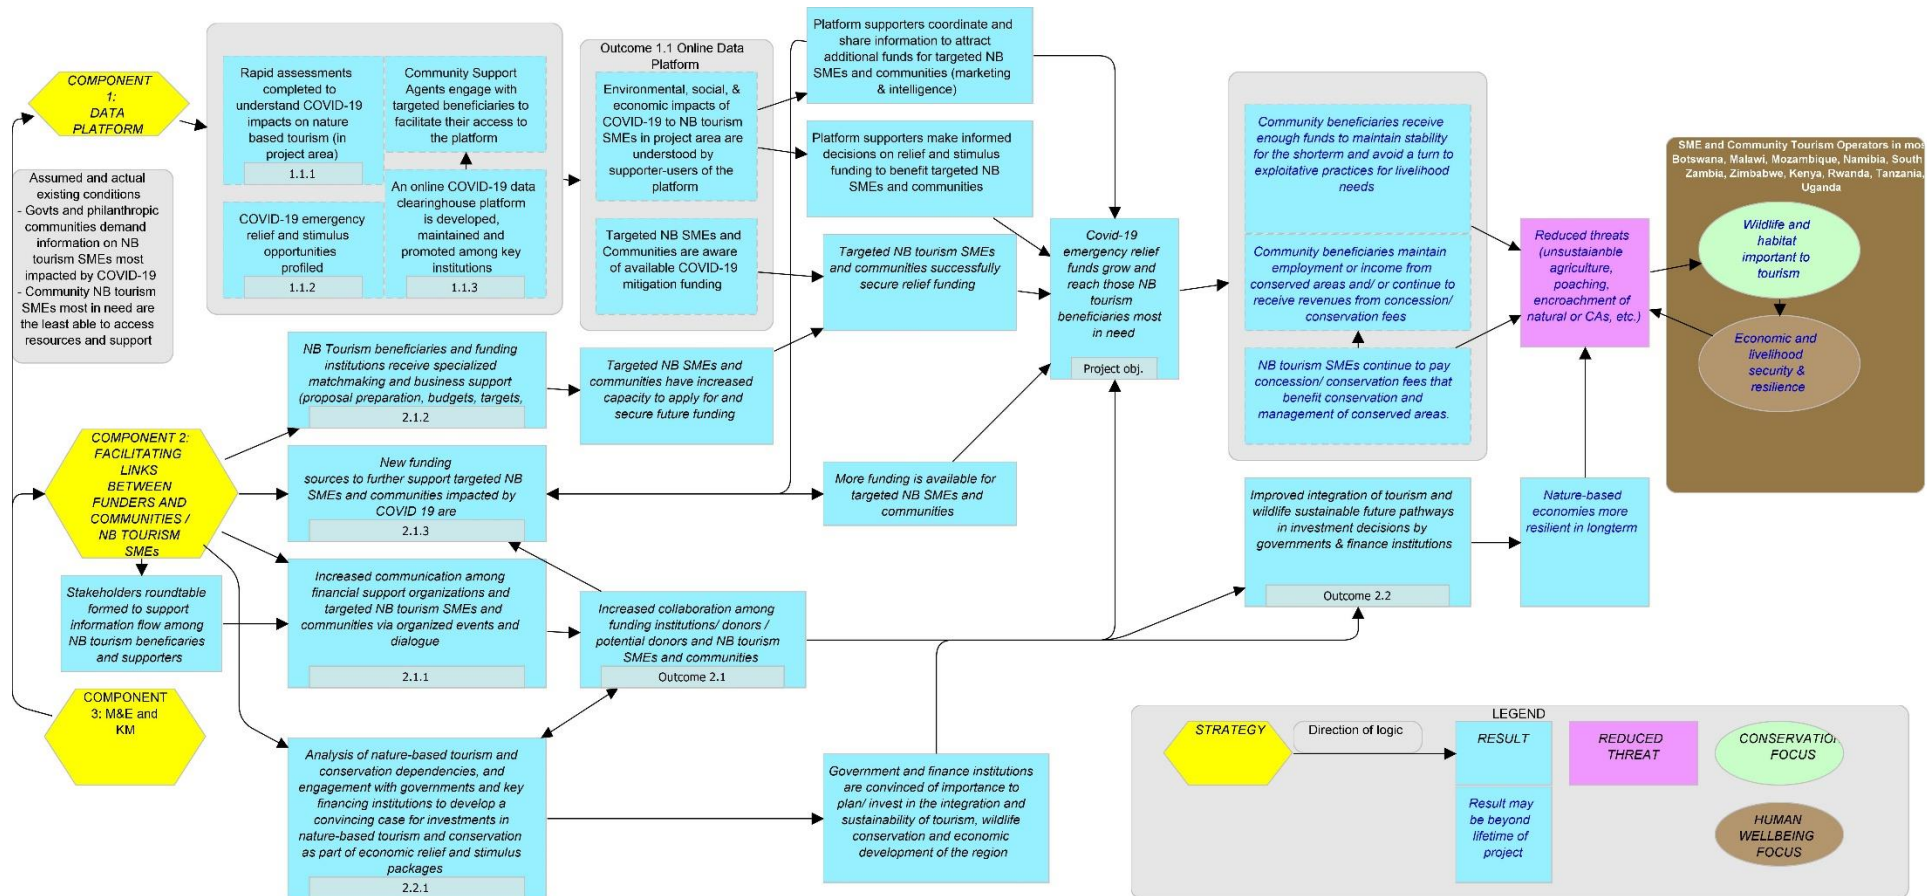 COMPONENT
1:
DATA
PLATFORM
Assumed and actual
existing conditions
- Govts and philanthropic
communities demand
information on NB
tourism SMEs most
impacted by COVID-19
- Community NB tourism
SMEs most in need are
the least able to access
resources and support
Rapid assessments
completed to
understand COVID-19
impacts on nature
based tourism (in
project area)
1.1.1
Community Support
Agents engage with
targeted beneficiaries to
facilitate their access to
the platform
COVID-19 emergency
relief and stimulus
opportunities
profiled
1.1.2
An online COVID-19 data
clearinghouse platform
is developed,
maintained and
promoted among key
institutions
1.1.3
Outcome 1.1 Online Data
Platform
Environmental, social, &
economic impacts of
COVID-19 to NB tourism
SMEs in project area are
understood by
supporter-users of the
platform
Targeted NB SMEs and
Communities are aware
of available COVID-19
mitigation funding
Platform supporters coordinate and
share information to attract
additional funds for targeted NB
SMEs and communities (marketing
& intelligence)
Platform supporters make informed
decisions on relief and stimulus
funding to benefit targeted NB
SMEs and communities
Targeted NB tourism SMEs
and communities successfully
secure relief funding
Covid-19
emergency relief
funds grow and
reach those NB
tourism
beneficiaries most
in need
Project obj.
Community beneficiaries receive
enough funds to maintain stability
for the shorterm and avoid a turn to
exploitative practices for livelihood
needs
Community beneficiaries maintain
employment or income from
conserved areas and/ or continue to
receive revenues from concession/
conservation fees
NB tourism SMEs continue to pay
concession/ conservation fees that
benefit conservation and
management of conserved areas.
Reduced threats
(unsustaianble
agriculture,
poaching,
encroachment of
natural or CAs, etc.)
SME and Community Tourism Operators in mos
Botswana, Malawi, Mozambique, Namibia, South
Zambia, Zimbabwe, Kenya, Rwanda, Tanzania,
Uganda
Wildlife and
habitat
important to
tourism
Economic and
livelihood
security &
resilience
NB Tourism beneficiaries and funding
institutions receive specialized
matchmaking and business support
(proposal preparation, budgets, targets,
2.1.2
Targeted NB SMEs and
communities have increased
capacity to apply for and
secure future funding
COMPONENT 2:
FACILITATING
LINKS
BETWEEN
FUNDERS AND
COMMUNITIES /
NB TOURISM
SMEs
New funding
sources to further support targeted NB
SMEs and communities impacted by
COVID 19 are
2.1.3
More funding is available for
targeted NB SMEs and
communities
Improved integration of tourism and
wildlife sustainable future pathways
in investment decisions by
governments & finance institutions
Outcome 2.2
Nature-based
economies more
resilient in longterm
Stakeholders roundtable
formed to support
information flow among
NB tourism beneficaries
and supporters
Increased communication among
financial support organizations and
targeted NB tourism SMEs and
communities via organized events and
dialogue
2.1.1
Increased collaboration among
funding institutions/ donors /
potential donors and NB tourism
SMEs and communities
Outcome 2.1
COMPONENT
3: M&E and
KM
Analysis of nature-based tourism and
conservation dependencies, and
engagement with governments and key
financing institutions to develop a
convincing case for investments in
nature-based tourism and conservation
as part of economic relief and stimulus
packages
2.2.1
Government and finance institutions
are convinced of importance to
plan/ invest in the integration and
sustainability of tourism, wildlife
conservation and economic
development of the region
LEGEND
STRATEGY
Direction of logic
RESULT
Result may
be beyond
lifetime of
project
REDUCED
THREAT
CONSERVATION
FOCUS
HUMAN
WELLBEING
FOCUS